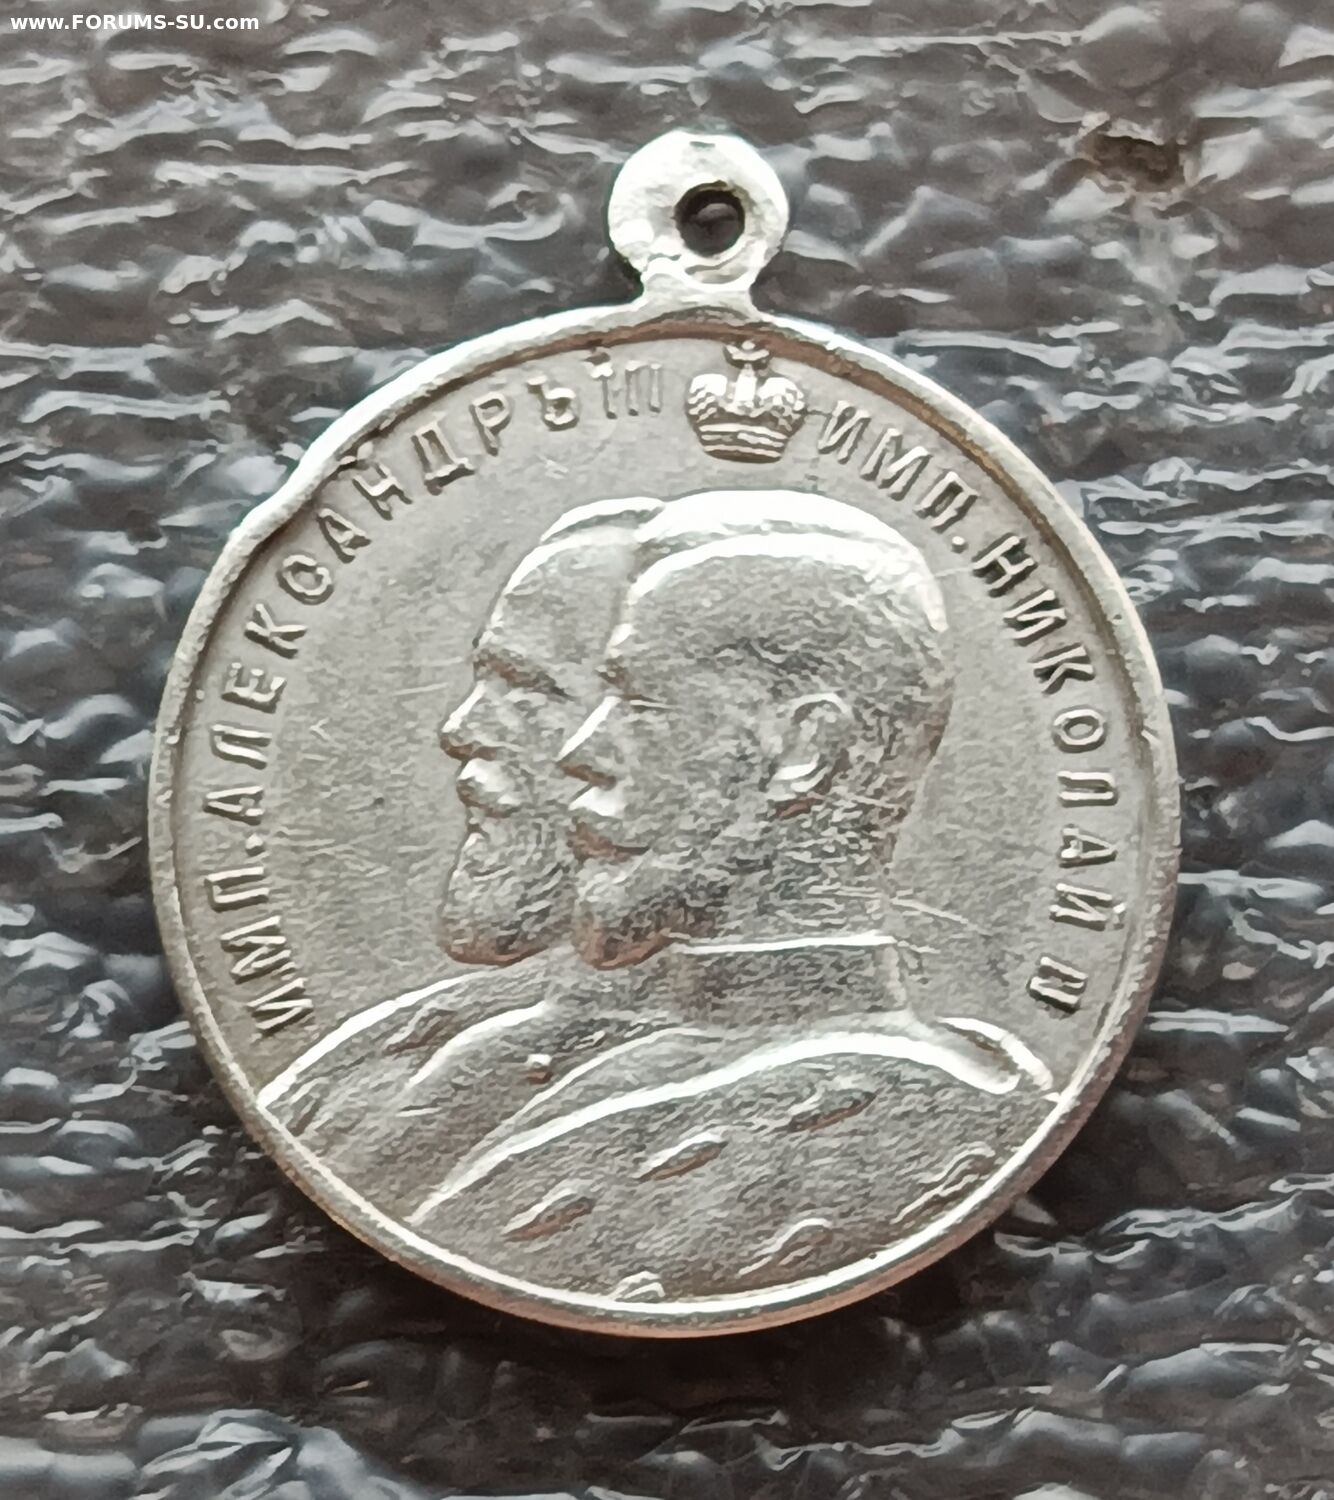 www.FORUMS-SU.com
ИМП. АЛЕКСАНДРЪ III
ИМП. НИКОЛАЙ II